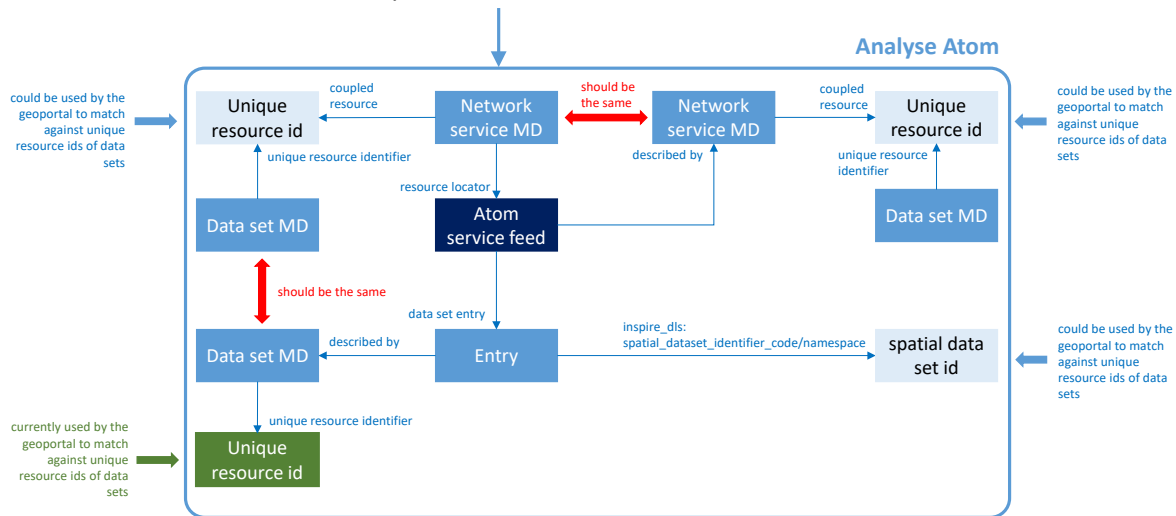 Analyse Atom
could be used by the
geoportal to match
against unique
resource ids of data
sets
Unique
resource id
coupled
resource
Network
service MD
should be
the same
Network
service MD
coupled
resource
Unique
resource id
could be used by the
geoportal to match
against unique
resource ids of data
sets
unique resource identifier
described by
unique resource
identifier
resource locator
Data set MD
Atom
service feed
Data set MD
should be the same
data set entry
Data set MD
described by
Entry
inspire_dls:
spatial_dataset_identifier_code/namespace
spatial data
set id
could be used by the
geoportal to match
against unique
resource ids of data
sets
unique resource identifier
currently used by the
geoportal to match
against unique
resource ids of data
sets
Unique
resource id